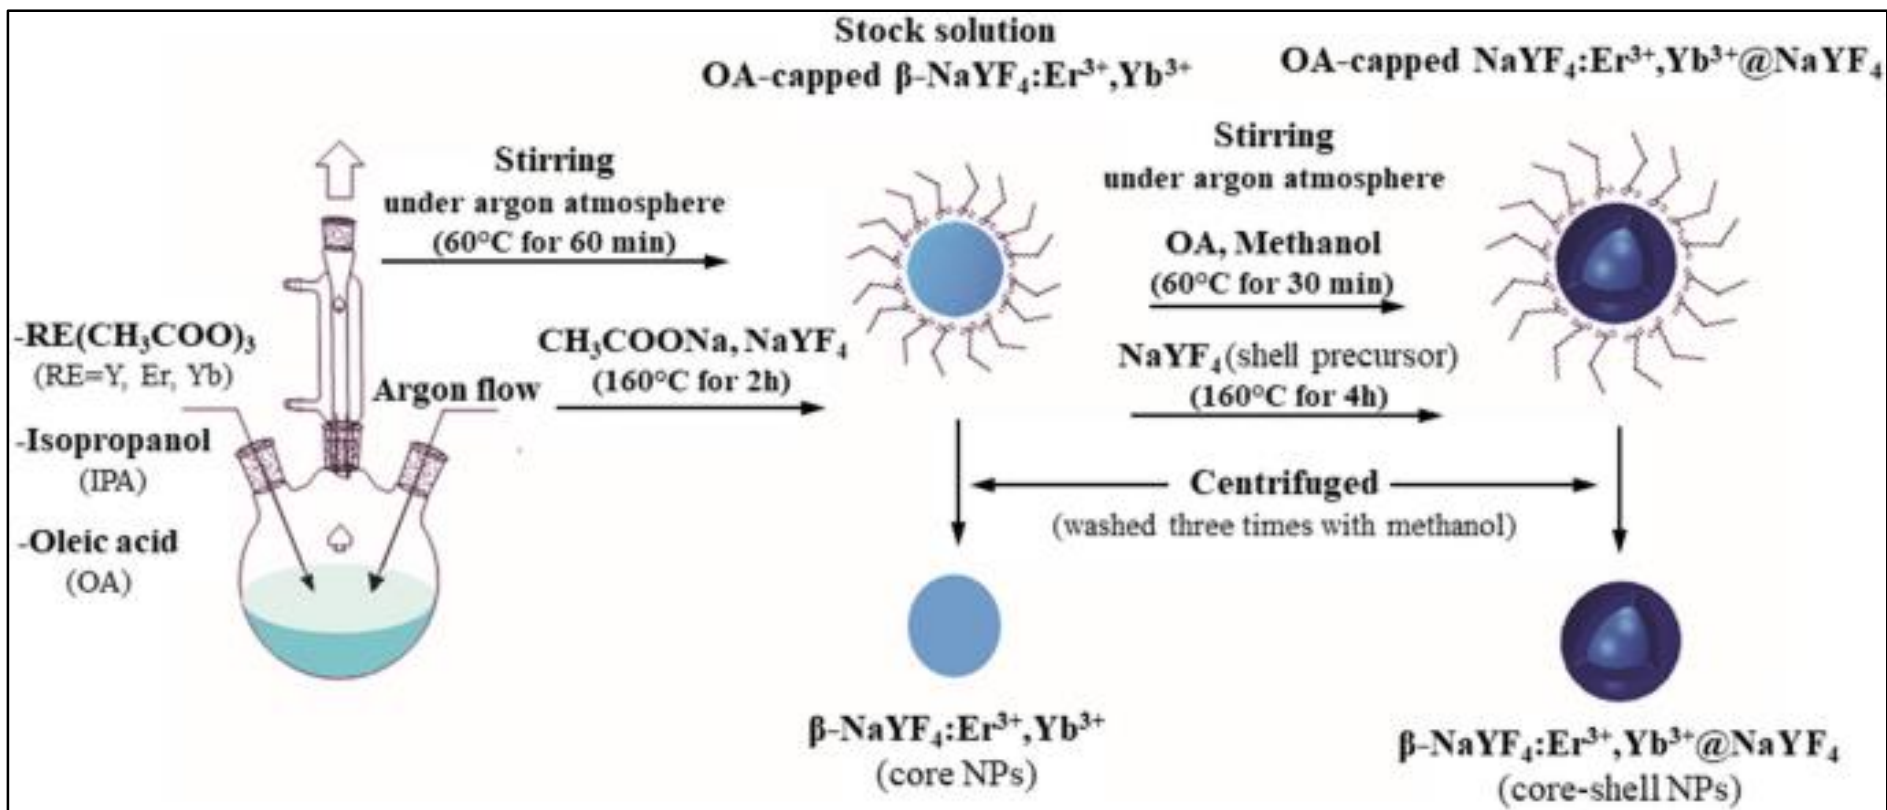 Stock solution
OA-capped β-NaYF₄:Er³⁺,Yb³⁺
OA-capped NaYF₄:Er³⁺,Yb³⁺@NaYF₄
Stirring
under argon atmosphere
(60°C for 60 min)
Stirring
under argon atmosphere
OA, Methanol
(60°C for 30 min)
-RE(CH₃COO)₃
(RE=Y, Er, Yb)
Argon flow
CH₃COONa, NaYF₄
(160°C for 2h)
NaYF₄(shell precursor)
(160°C for 4h)
-Isopropanol
(IPA)
-Oleic acid
(OA)
Centrifuged
(washed three times with methanol)
β-NaYF₄:Er³⁺,Yb³⁺
(core NPs)
β-NaYF₄:Er³⁺,Yb³⁺@NaYF₄
(core-shell NPs)